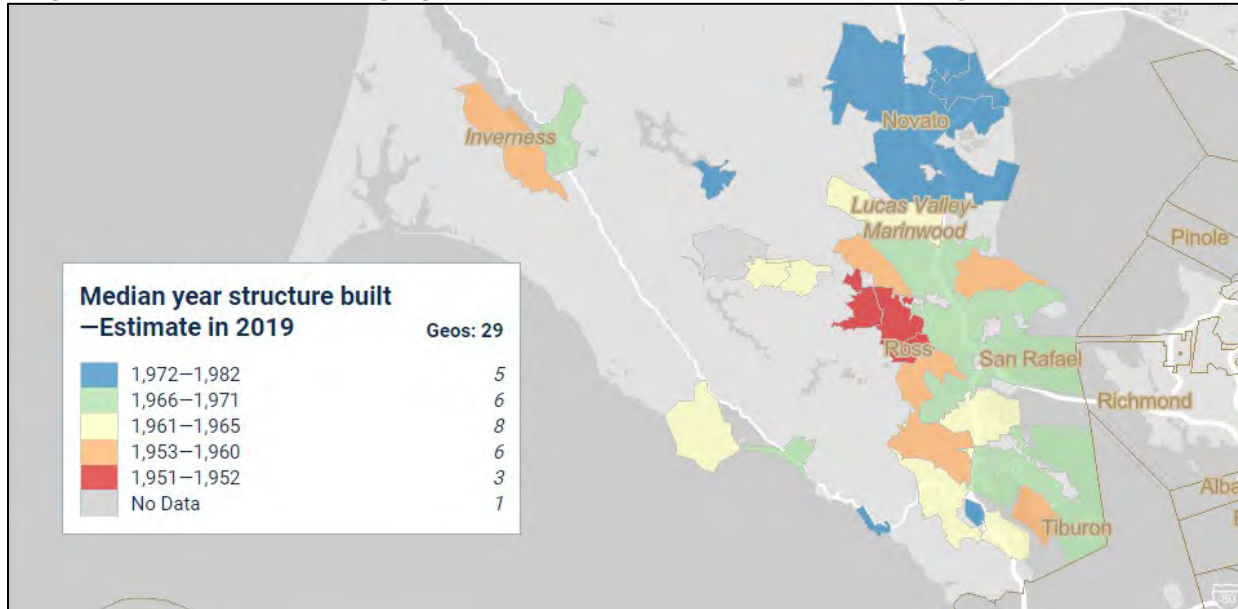 Novato
Inverness
Lucas Valley-
Marinwood
Pinole
Median year structure built
—Estimate in 2019 Geos: 29
1,972—1,982 5
1,966—1,971 6
1,961—1,965 8
1,953—1,960 6
1,951—1,952 3
No Data 1
Ross
San Rafael
Richmond
Alba
Tiburon
80